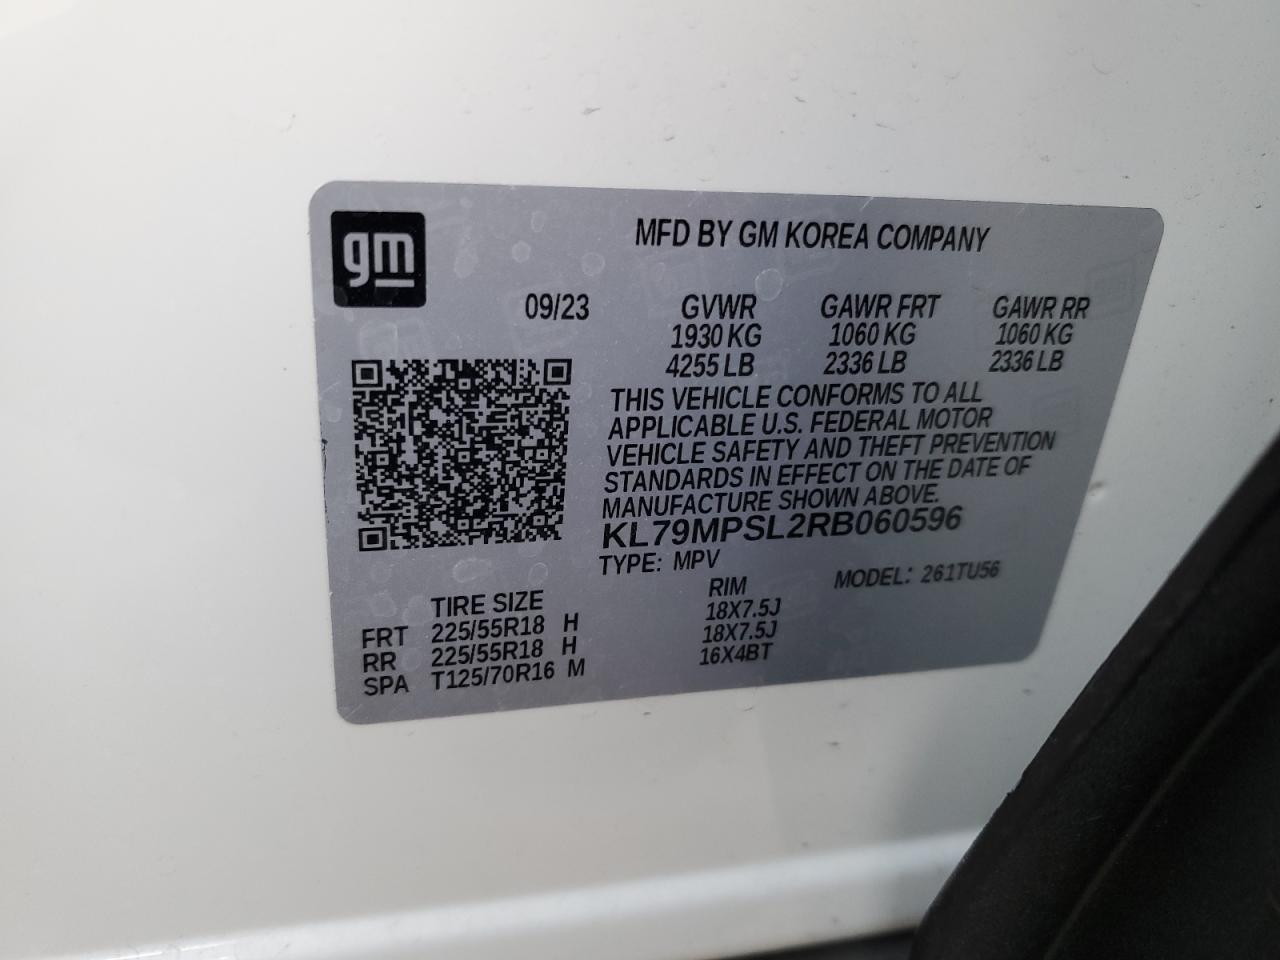 gm
MFD BY GM KOREA COMPANY
09/23 GVWR GAWR FRT GAWR RR
1930 KG 1060 KG 1060 KG
4255 LB 2336 LB 2336 LB
THIS VEHICLE CONFORMS TO ALL
APPLICABLE U.S. FEDERAL MOTOR
VEHICLE SAFETY AND THEFT PREVENTION
STANDARDS IN EFFECT ON THE DATE OF
MANUFACTURE SHOWN ABOVE.
KL79MPSL2RB060596
TYPE: MPV MODEL: 261TU56
TIRE SIZE RIM
FRT 225/55R18 H 18X7.5J
RR 225/55R18 H 18X7.5J
SPA T125/70R16 M 16X4BT